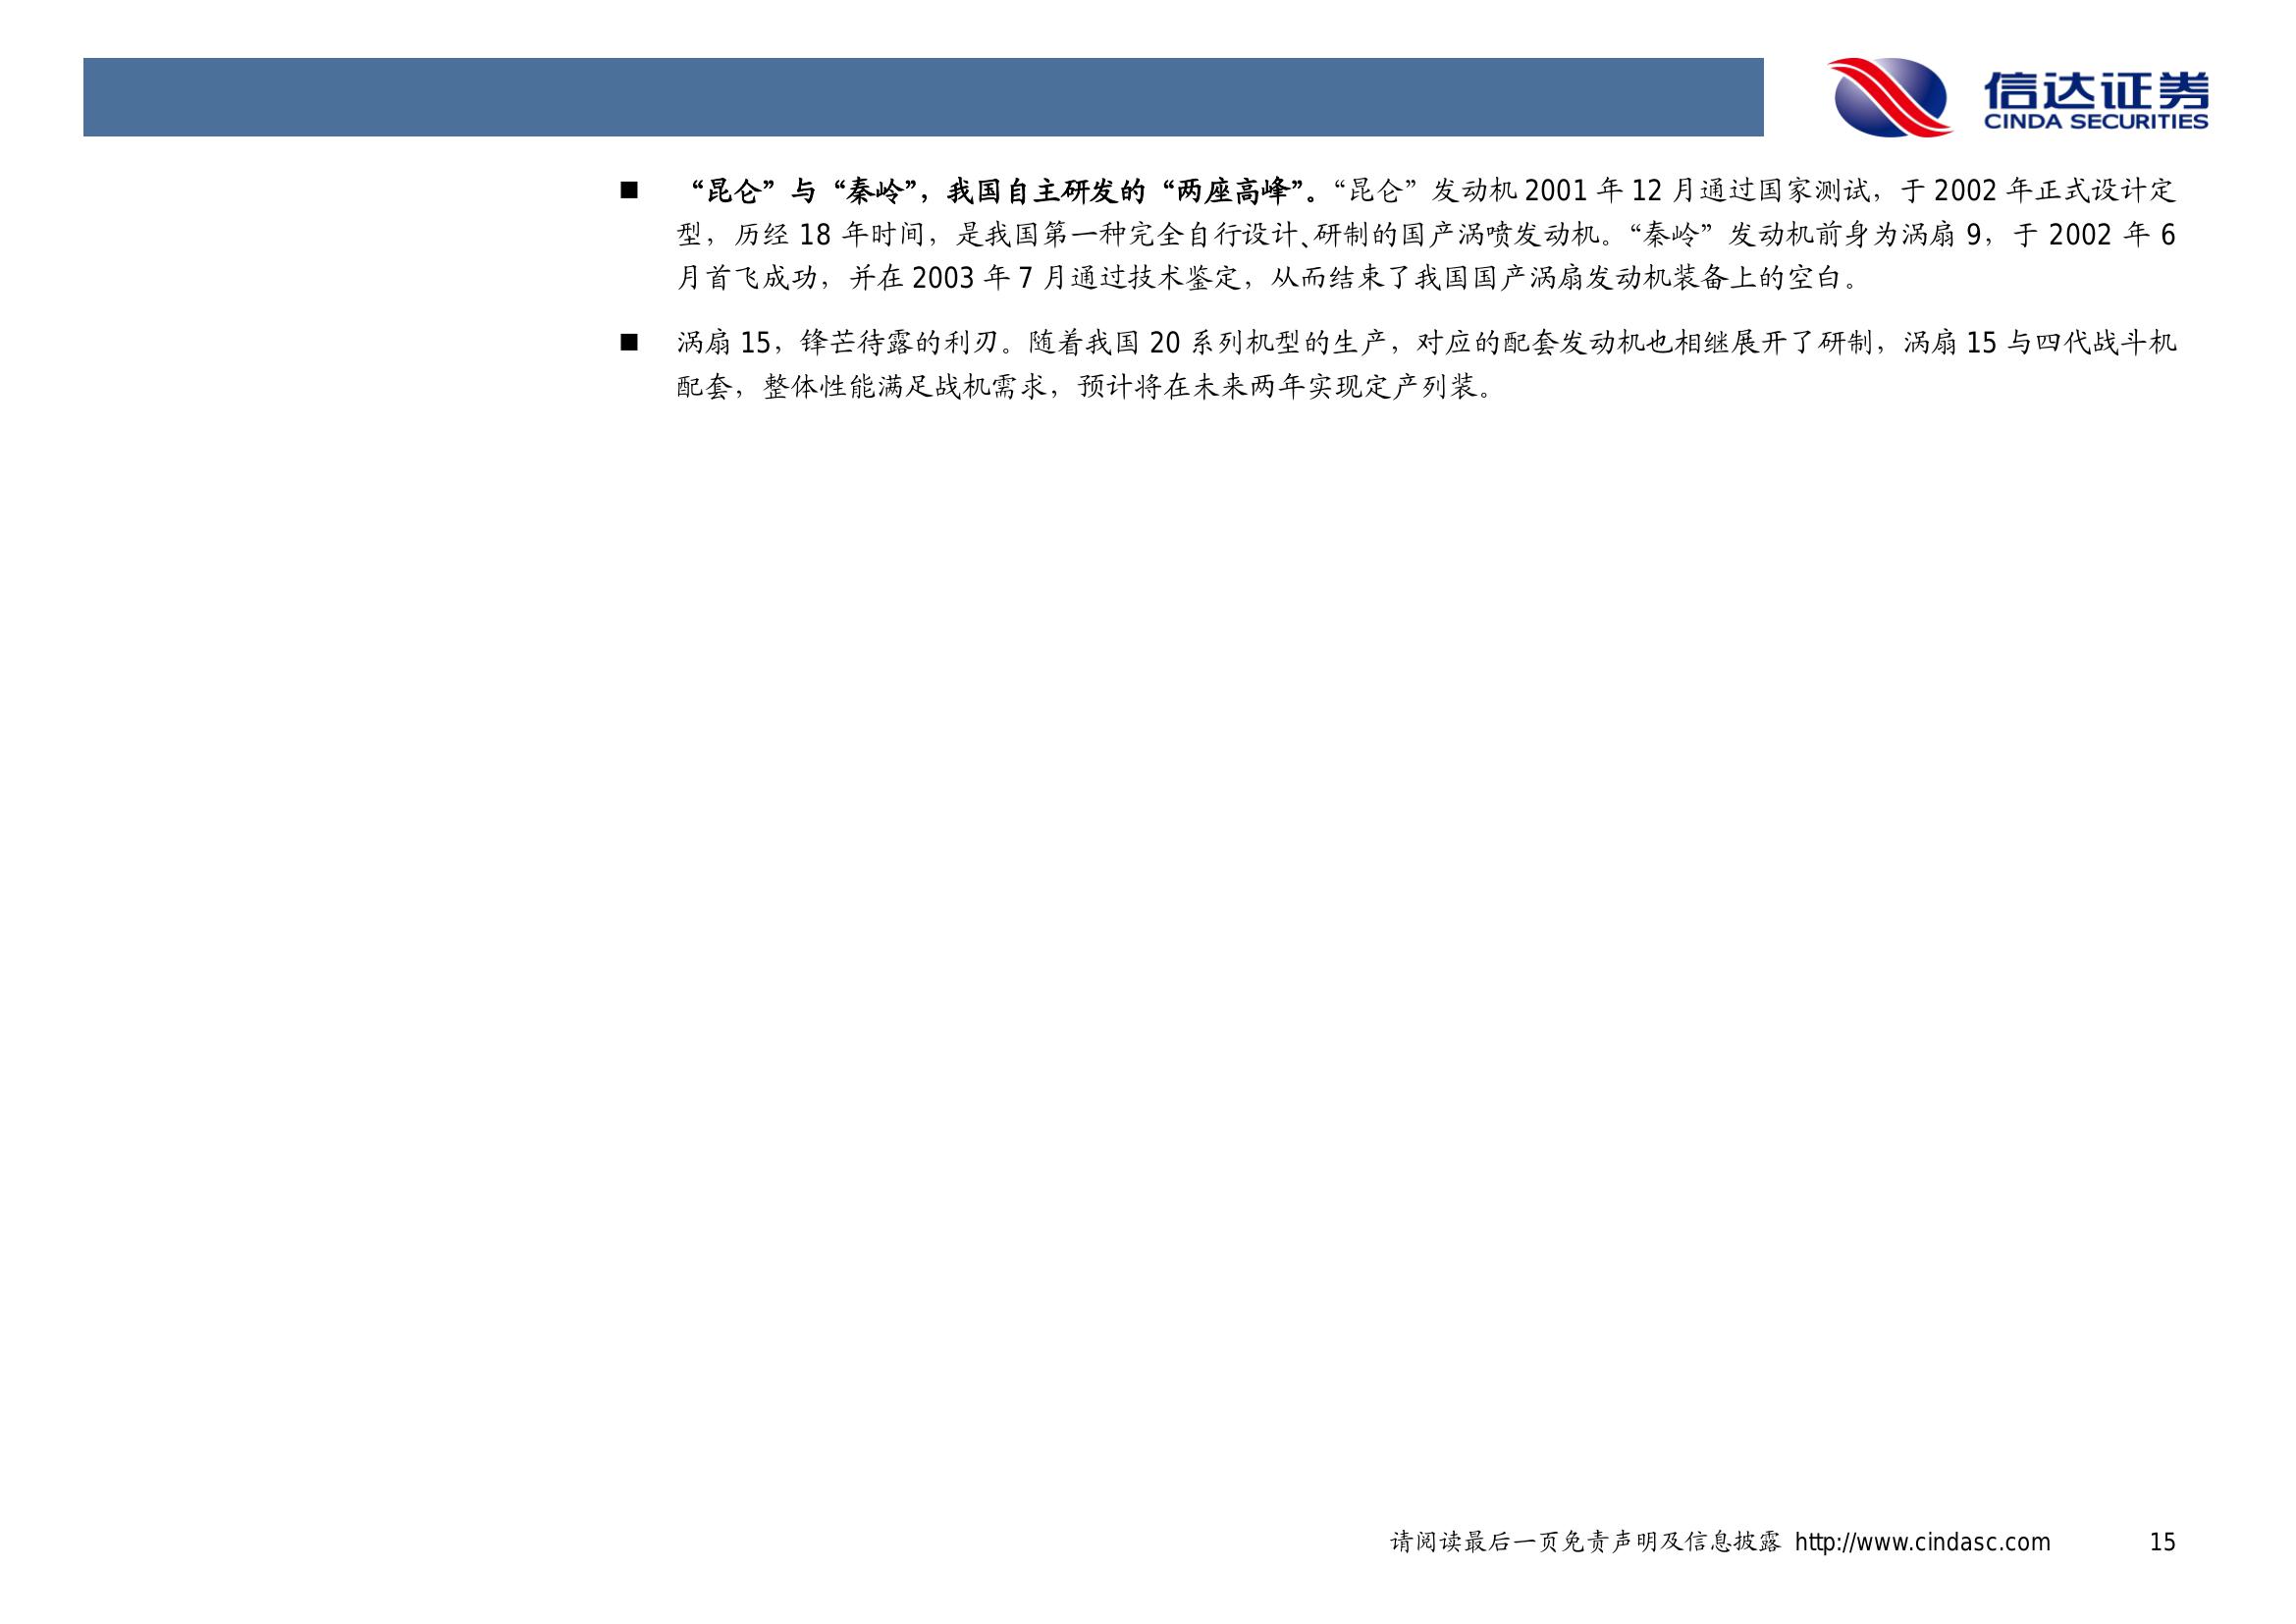 信达证券
CINDA SECURITIES
■ “昆仑”与“秦岭”，我国自主研发的“两座高峰”。“昆仑”发动机 2001 年 12 月通过国家测试，于 2002 年正式设计定
型，历经 18 年时间，是我国第一种完全自行设计、研制的国产涡喷发动机。“秦岭”发动机前身为涡扇 9，于 2002 年 6
月首飞成功，并在 2003 年 7 月通过技术鉴定，从而结束了我国国产涡扇发动机装备上的空白。
■ 涡扇 15，锋芒待露的利刃。随着我国 20 系列机型的生产，对应的配套发动机也相继展开了研制，涡扇 15 与四代战斗机
配套，整体性能满足战机需求，预计将在未来两年实现定产列装。
请阅读最后一页免责声明及信息披露 http://www.cindasc.com 15